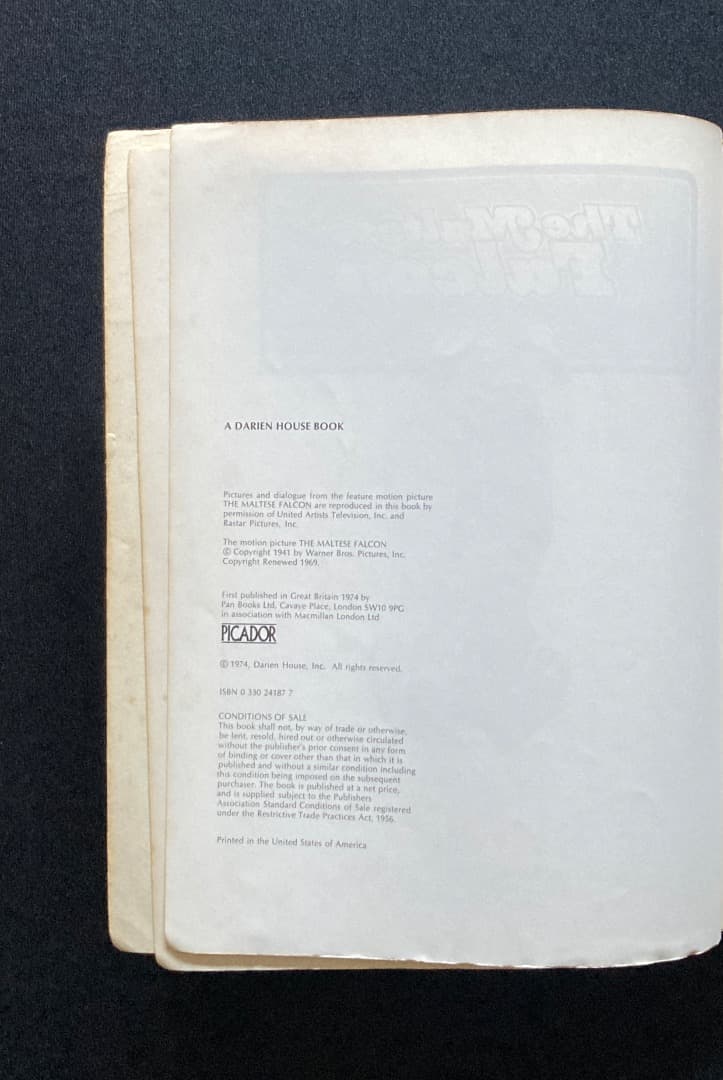 The Maltese
Falcon
A DARIEN HOUSE BOOK
Pictures and dialogue from the feature motion picture
THE MALTESE FALCON are reproduced in this book by
permission of United Artists Television, Inc. and
Rastar Pictures, Inc.
The motion picture THE MALTESE FALCON
© Copyright 1941 by Warner Bros. Pictures, Inc.
Copyright Renewed 1969.
First published in Great Britain 1974 by
Pan Books Ltd, Cavaye Place, London SW10 9PG
in association with Macmillan London Ltd
PICADOR
© 1974, Darien House, Inc. All rights reserved.
ISBN 0 330 24187 7
CONDITIONS OF SALE
This book shall not, by way of trade or otherwise,
be lent, resold, hired out or otherwise circulated
without the publisher's prior consent in any form
of binding or cover other than that in which it is
published and without a similar condition including
this condition being imposed on the subsequent
purchaser. The book is published at a net price,
and is supplied subject to the Publishers
Association Standard Conditions of Sale registered
under the Restrictive Trade Practices Act, 1956.
Printed in the United States of America